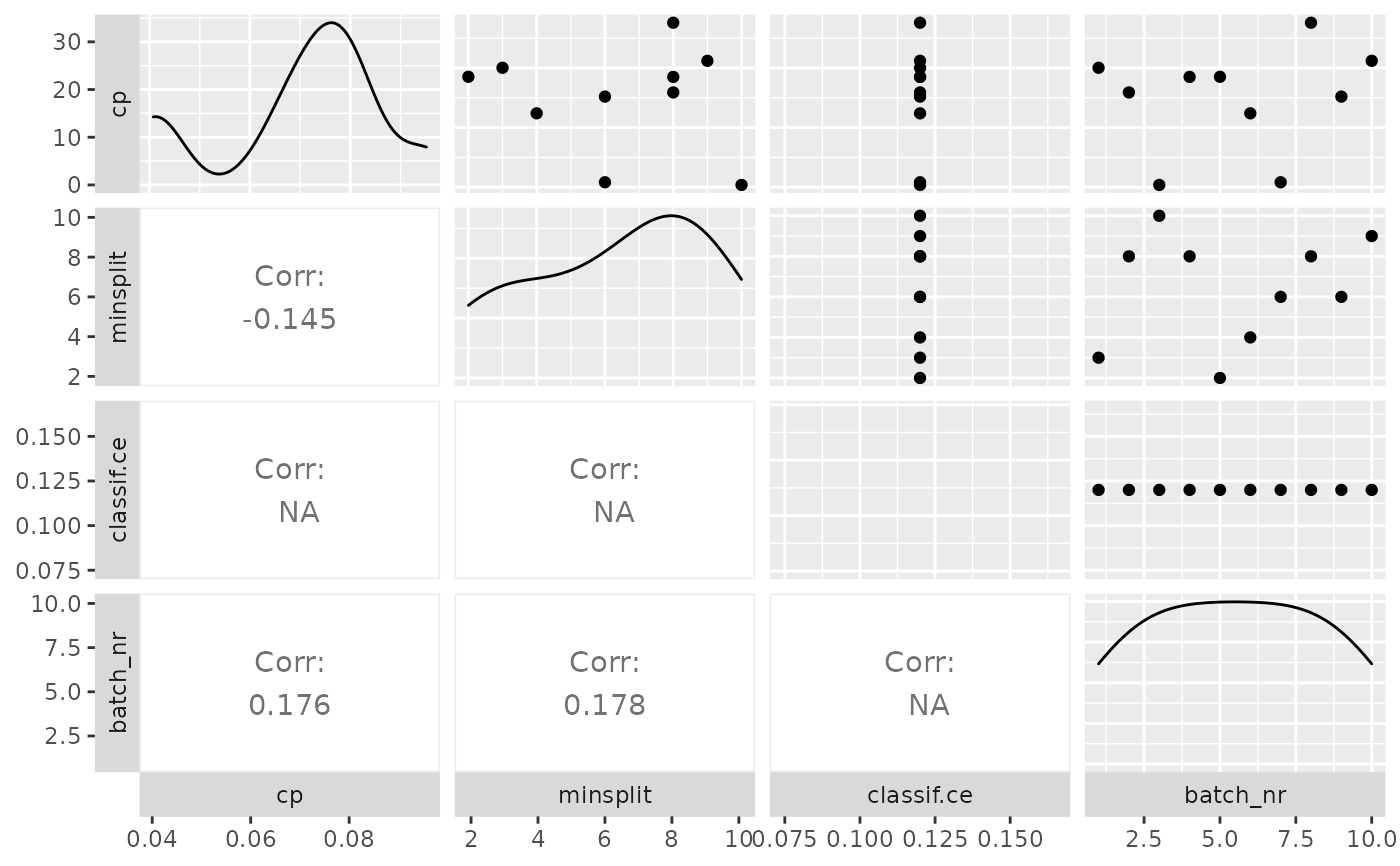 30
20
10
0
cp
10
8
6
4
2
minsplit
Corr:
-0.145
0.150
0.125
0.100
0.075
classif.ce
Corr:
NA
Corr:
NA
10.0
7.5
5.0
2.5
batch_nr
Corr:
0.176
Corr:
0.178
Corr:
NA
cp minsplit classif.ce batch_nr
0.04 0.06 0.08 2 4 6 8 10 0.075 0.100 0.125 0.150 2.5 5.0 7.5 10.0